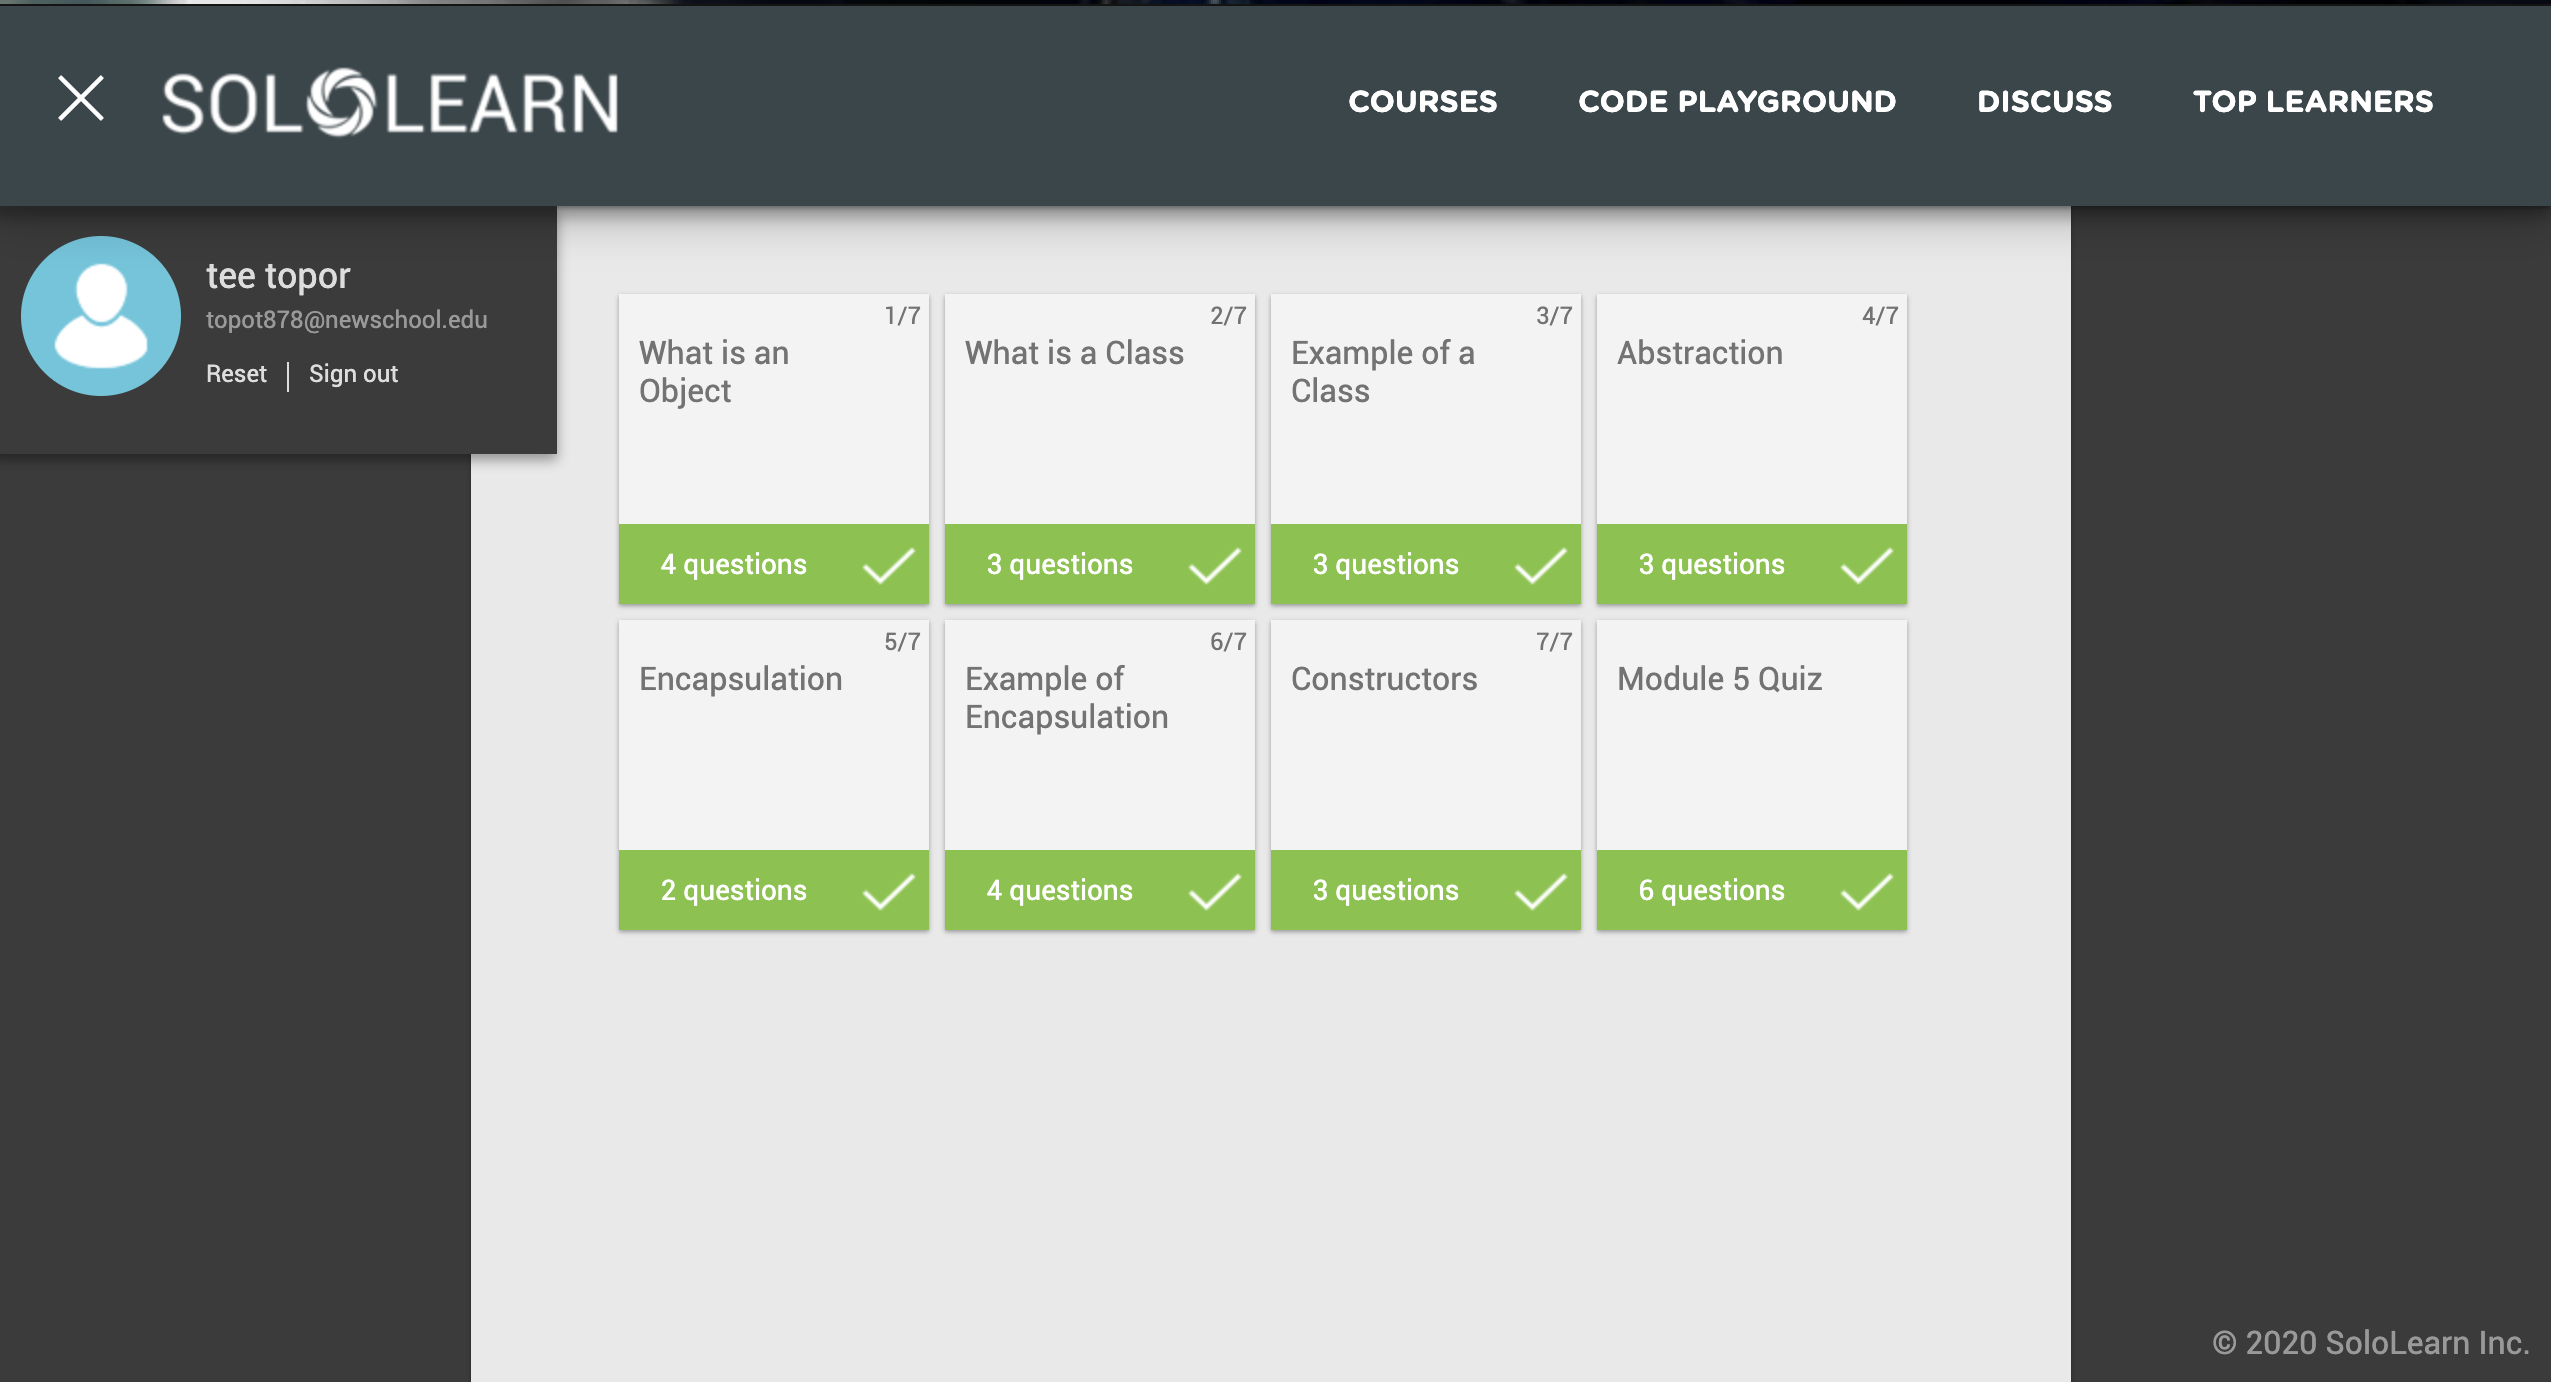 SOLOLEARN
COURSES
CODE PLAYGROUND
DISCUSS
TOP LEARNERS
tee topor
topot878@newschool.edu
Reset | Sign out
1/7
What is an
Object
4 questions
2/7
What is a Class
3 questions
3/7
Example of a
Class
3 questions
4/7
Abstraction
3 questions
5/7
Encapsulation
2 questions
6/7
Example of
Encapsulation
4 questions
7/7
Constructors
3 questions
Module 5 Quiz
6 questions
© 2020 SoloLearn Inc.